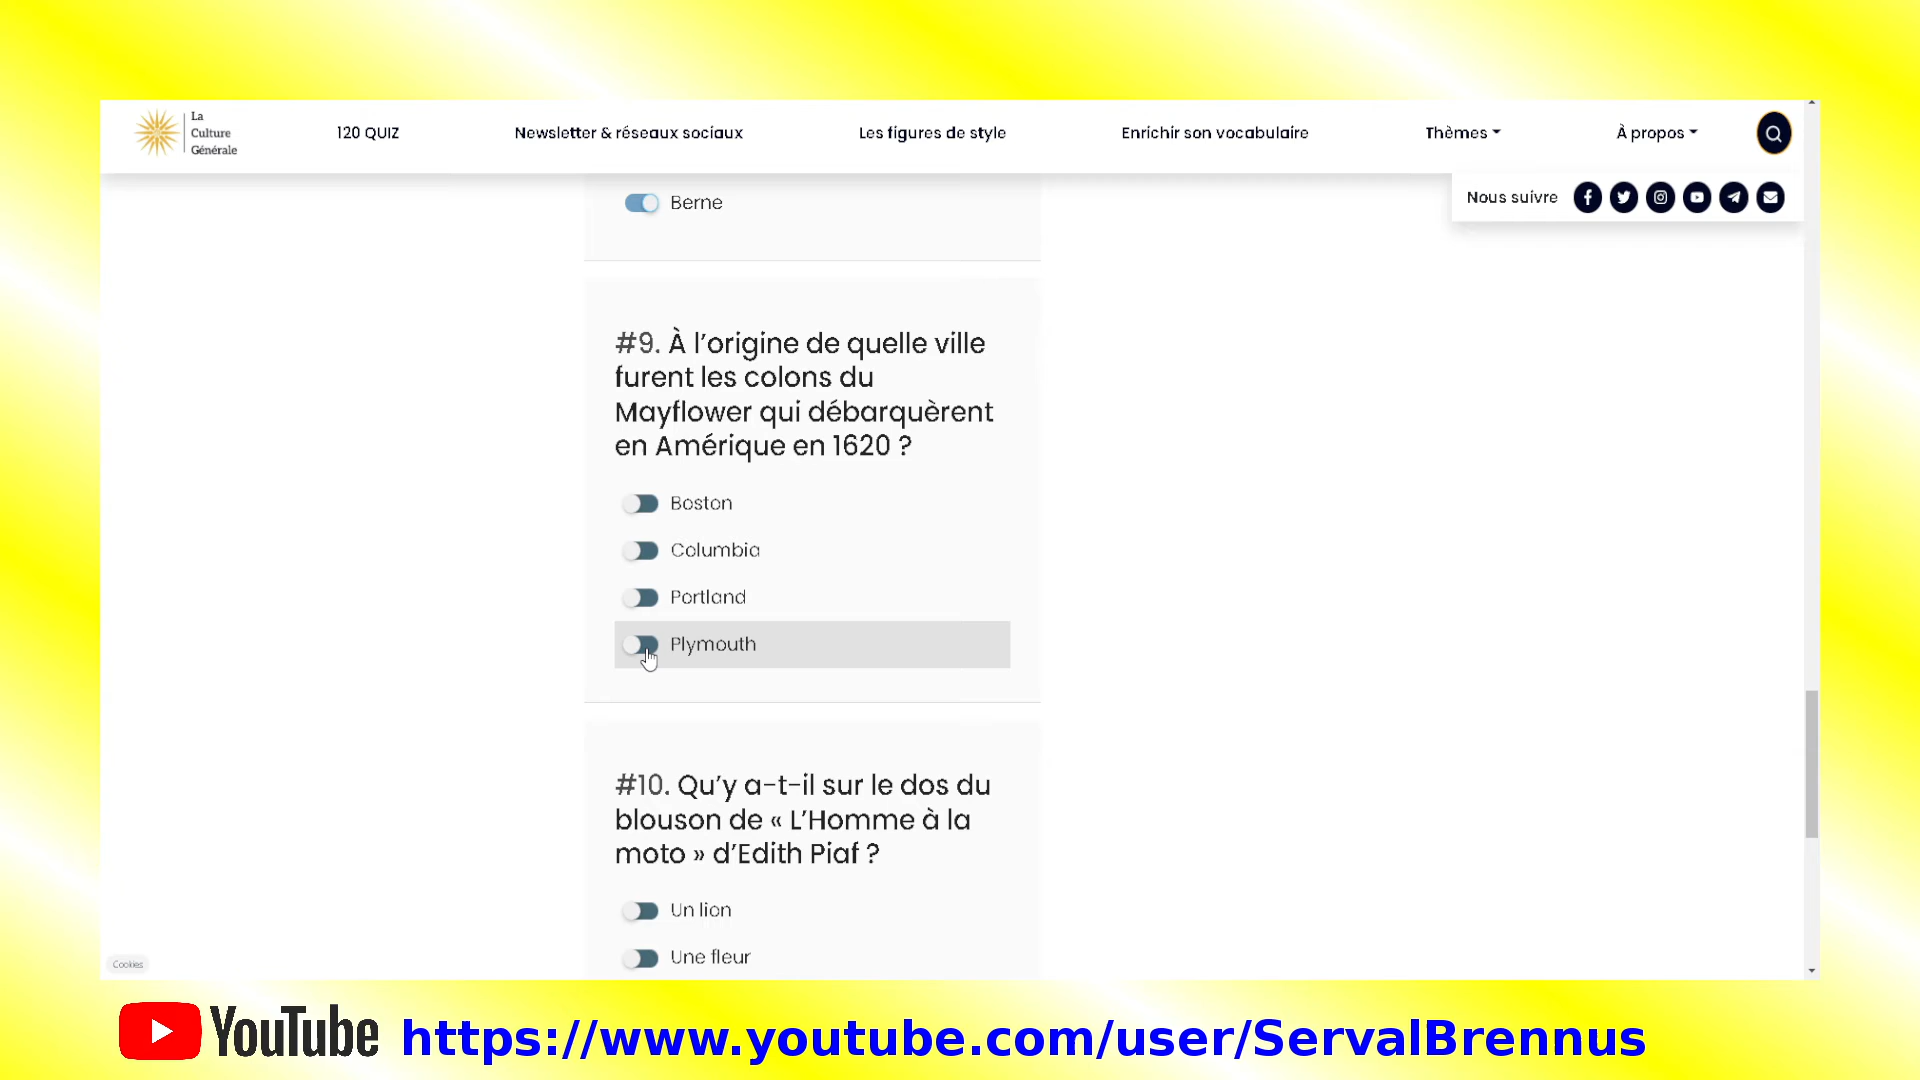 La
Culture
Générale
120 QUIZ
Newsletter & réseaux sociaux
Les figures de style
Enrichir son vocabulaire
Thèmes
À propos
Nous suivre
Berne
#9. À l’origine de quelle ville
furent les colons du
Mayflower qui débarquèrent
en Amérique en 1620 ?
Boston
Columbia
Portland
Plymouth
#10. Qu’y a-t-il sur le dos du
blouson de « L’Homme à la
moto » d’Edith Piaf ?
Un lion
Une fleur
Cookies
YouTube
https://www.youtube.com/user/ServalBrennus